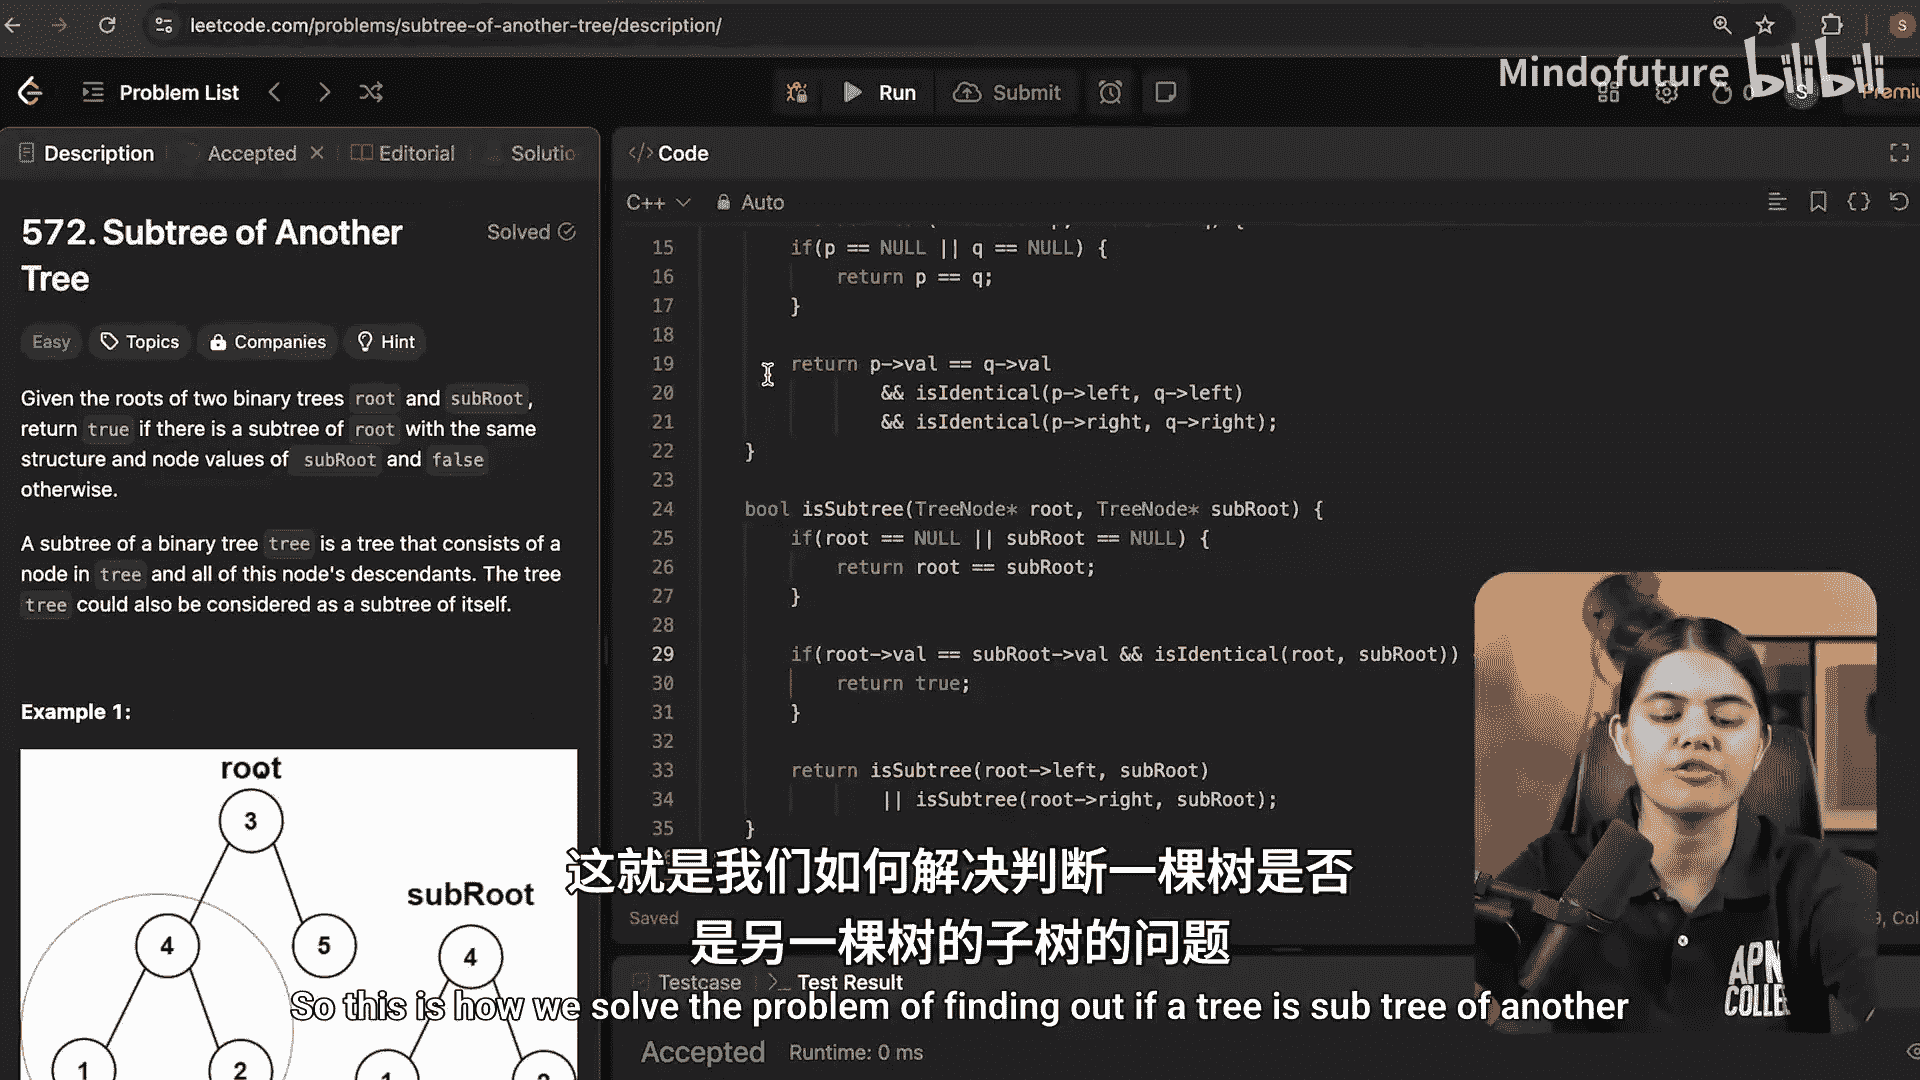 leetcode.com/problems/subtree-of-another-tree/description/
S
Mindofuture bilibili
Problem List
Run
Submit
0
S
Description
Accepted
Editorial
</> Code
C++
Auto
572. Subtree of Another
Tree
Solved
Easy
Topics
Companies
Hint
Given the roots of two binary trees root and subRoot,
return true if there is a subtree of root with the same
structure and node values of subRoot and false
otherwise.
A subtree of a binary tree tree is a tree that consists of a
node in tree and all of this node's descendants. The tree
tree could also be considered as a subtree of itself.
Example 1:
root
3
4
5
1
2
subRoot
4
15 if(p == NULL || q == NULL) {
16 return p == q;
17 }
18
19 return p->val == q->val
20 && isIdentical(p->left, q->left)
21 && isIdentical(p->right, q->right);
22 }
23
24 bool isSubtree(TreeNode* root, TreeNode* subRoot) {
25 if(root == NULL || subRoot == NULL) {
26 return root == subRoot;
27 }
28
29 if(root->val == subRoot->val && isIdentical(root, subRoot))
30 return true;
31 }
32
33 return isSubtree(root->left, subRoot)
34 || isSubtree(root->right, subRoot);
35 }
这就是我们如何解决判断一棵树是否
是另一棵树的子树的问题
Saved
Testcase
Test Result
So this is how we solve the problem of finding out if a tree is sub tree of another
Accepted
Runtime: 0 ms